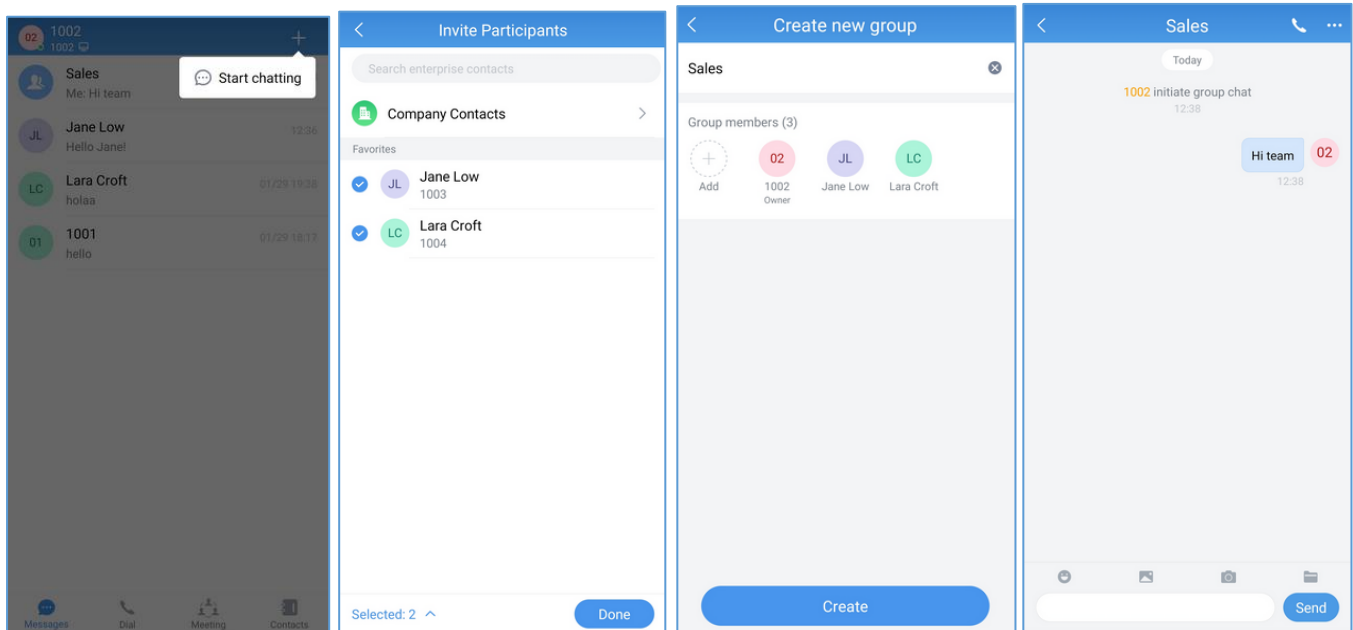 02
1002
1002
Start chatting
Sales
Me: Hi team
JL
Jane Low
12:36
Hello Jane!
LC
Lara Croft
01/29 19:38
holaa
01
1001
01/29 18:17
hello
Messages
Dial
Meeting
Contacts
Invite Participants
Search enterprise contacts
Company Contacts
Favorites
JL
Jane Low
1003
LC
Lara Croft
1004
Selected: 2
Done
Create new group
Sales
Group members (3)
02
JL
LC
Add
1002
Jane Low
Lara Croft
Owner
Create
Sales
Today
1002 initiate group chat
12:38
Hi team
02
12:38
Send